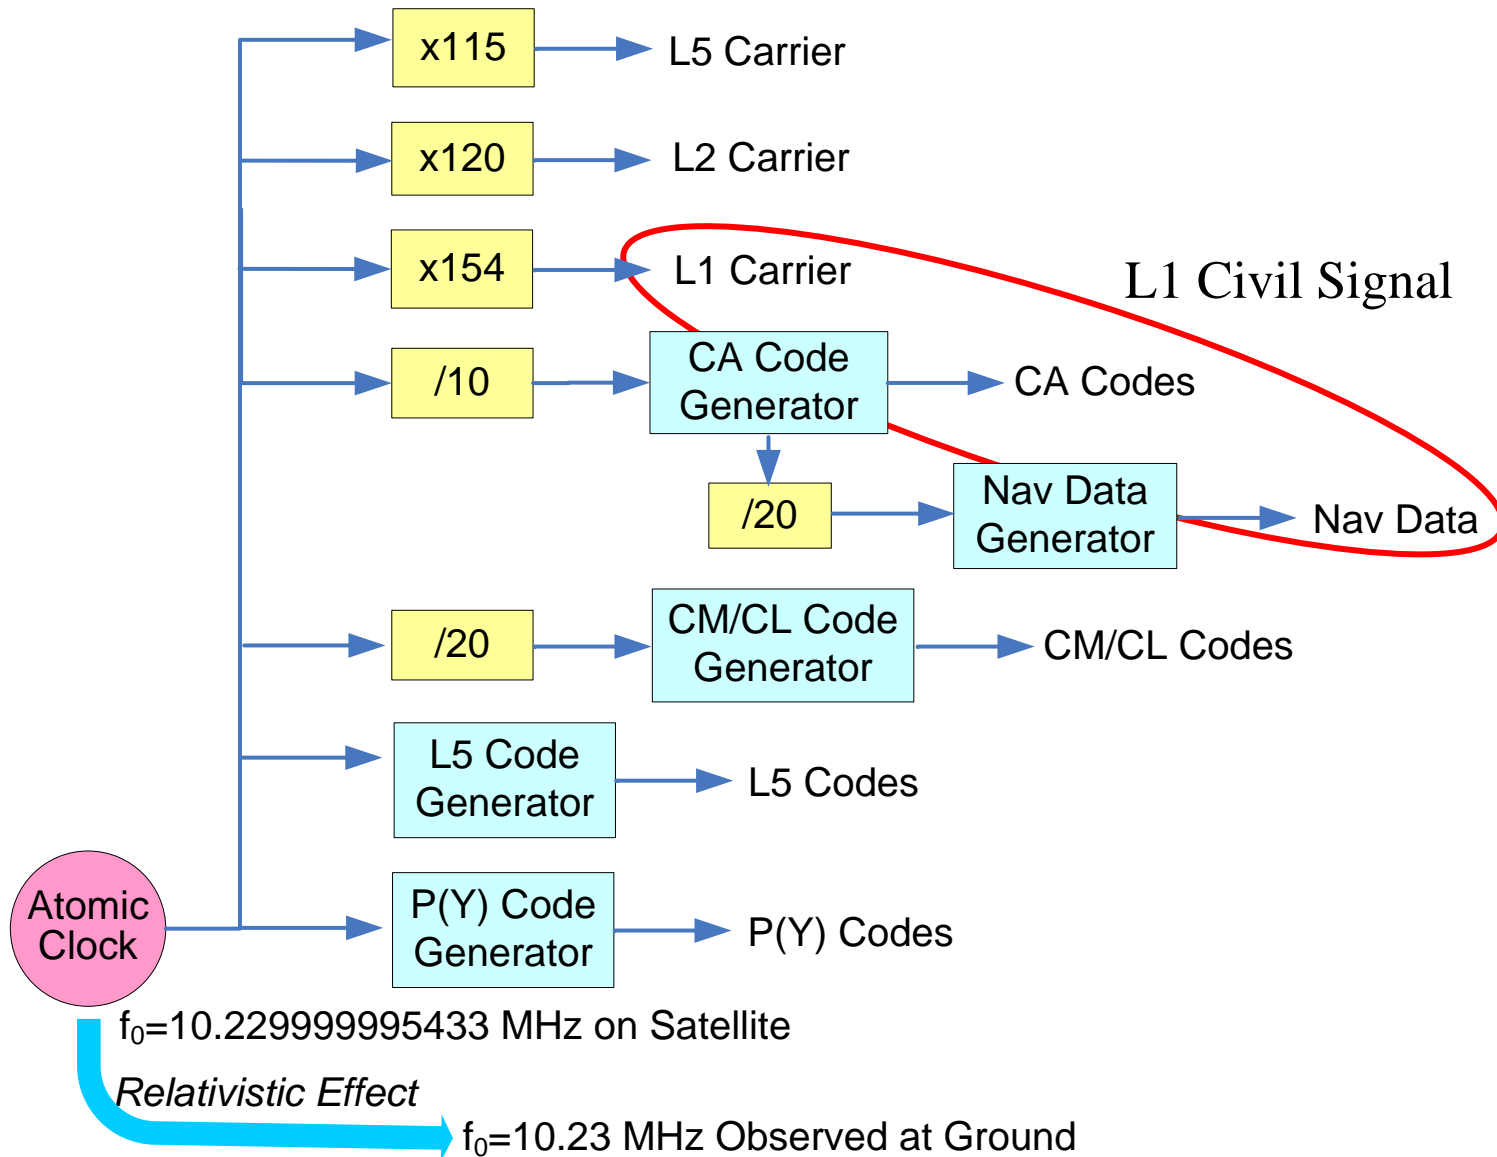 x115
L5 Carrier
x120
L2 Carrier
x154
L1 Carrier
L1 Civil Signal
/10
CA Code
Generator
CA Codes
/20
Nav Data
Generator
Nav Data
/20
CM/CL Code
Generator
CM/CL Codes
L5 Code
Generator
L5 Codes
Atomic
Clock
P(Y) Code
Generator
P(Y) Codes
f₀=10.229999995433 MHz on Satellite
Relativistic Effect
f₀=10.23 MHz Observed at Ground